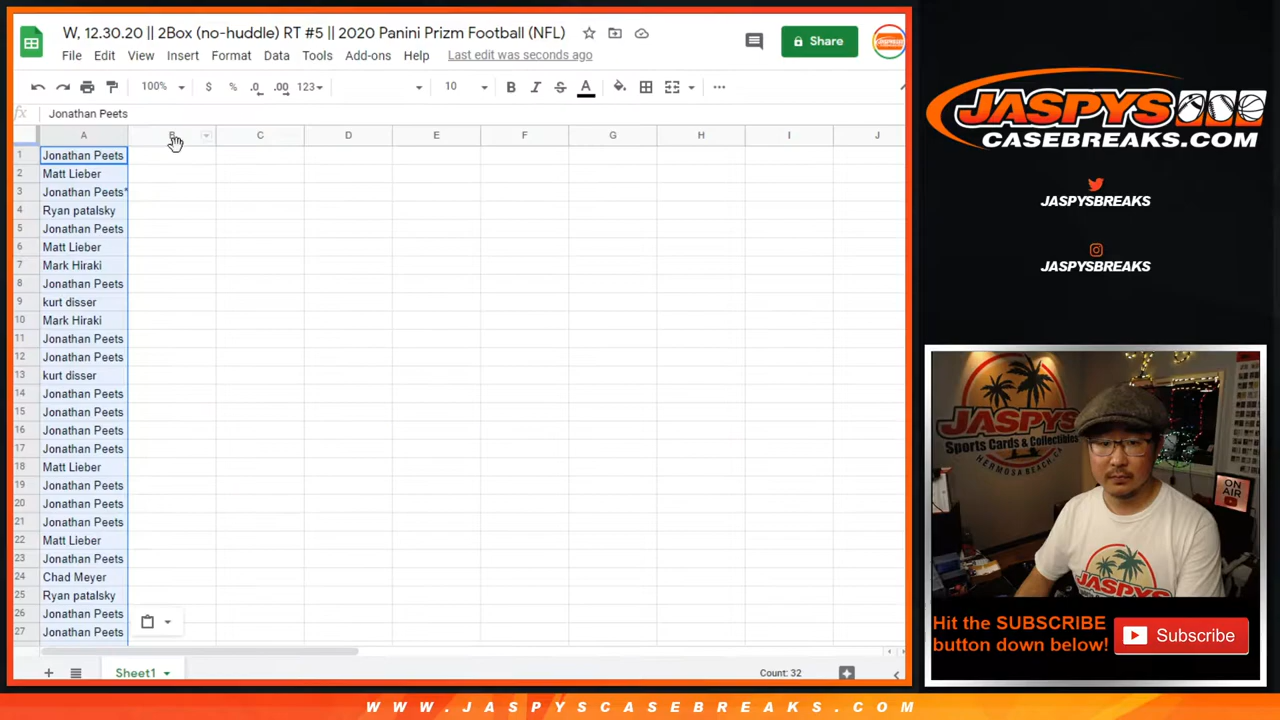 W, 12.30.20 || 2Box (no-huddle) RT #5 || 2020 Panini Prizm Football (NFL)
File Edit View Insert Format Data Tools Add-ons Help Last edit was seconds ago
Share
100% $ % .0 .00 123 10 B I S A
fx Jonathan Peets
A B C D E F G H I J
1 Jonathan Peets
2 Matt Lieber
3 Jonathan Peets*
4 Ryan patalsky
5 Jonathan Peets
6 Matt Lieber
7 Mark Hiraki
8 Jonathan Peets
9 kurt disser
10 Mark Hiraki
11 Jonathan Peets
12 Jonathan Peets
13 kurt disser
14 Jonathan Peets
15 Jonathan Peets
16 Jonathan Peets
17 Jonathan Peets
18 Matt Lieber
19 Jonathan Peets
20 Jonathan Peets
21 Jonathan Peets
22 Matt Lieber
23 Jonathan Peets
24 Chad Meyer
25 Ryan patalsky
26 Jonathan Peets
27 Jonathan Peets
Sheet1
Count: 32
JASPYS
CASEBREAKS.COM
JASPYSBREAKS
JASPYSBREAKS
JASPYS
Sports Cards & Collectibles
HERMOSA BEACH, CA
ON
AIR
JASPYS
Hit the SUBSCRIBE
button down below!
Subscribe
WWW.JASPYSCASEBREAKS.COM